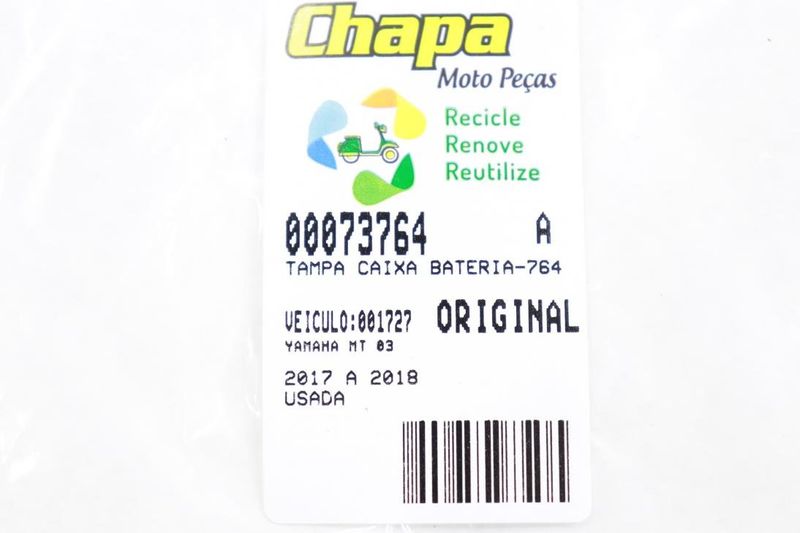 Chapa
Moto Peças
Recicle
Renove
Reutilize
00073764 A
TAMPA CAIXA BATERIA-764
VEICULO:001727 ORIGINAL
YAMAHA MT 03
2017 A 2018
USADA